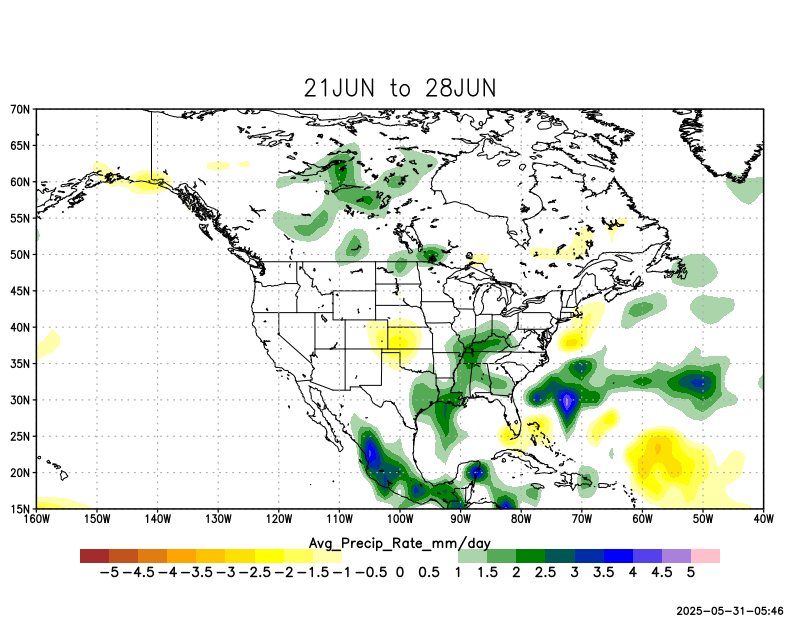 21JUN to 28JUN
70N
65N
60N
55N
50N
45N
40N
35N
30N
25N
20N
15N
160W 150W 140W 130W 120W 110W 100W 90W 80W 70W 60W 50W 40W
Avg_Precip_Rate_mm/day
-5 -4.5 -4 -3.5 -3 -2.5 -2 -1.5 -1 -0.5 0 0.5 1 1.5 2 2.5 3 3.5 4 4.5 5
2025-05-31-05:46